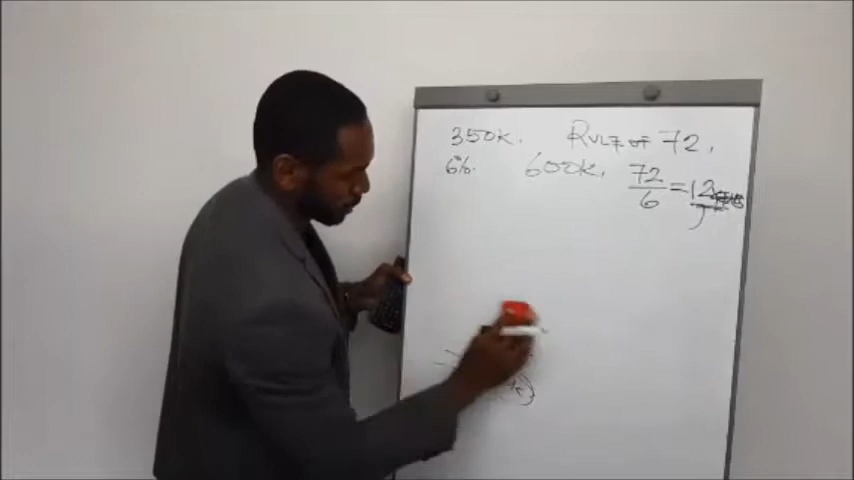 350K. RULE OF 72.
6% 600K. 72/6 = 12